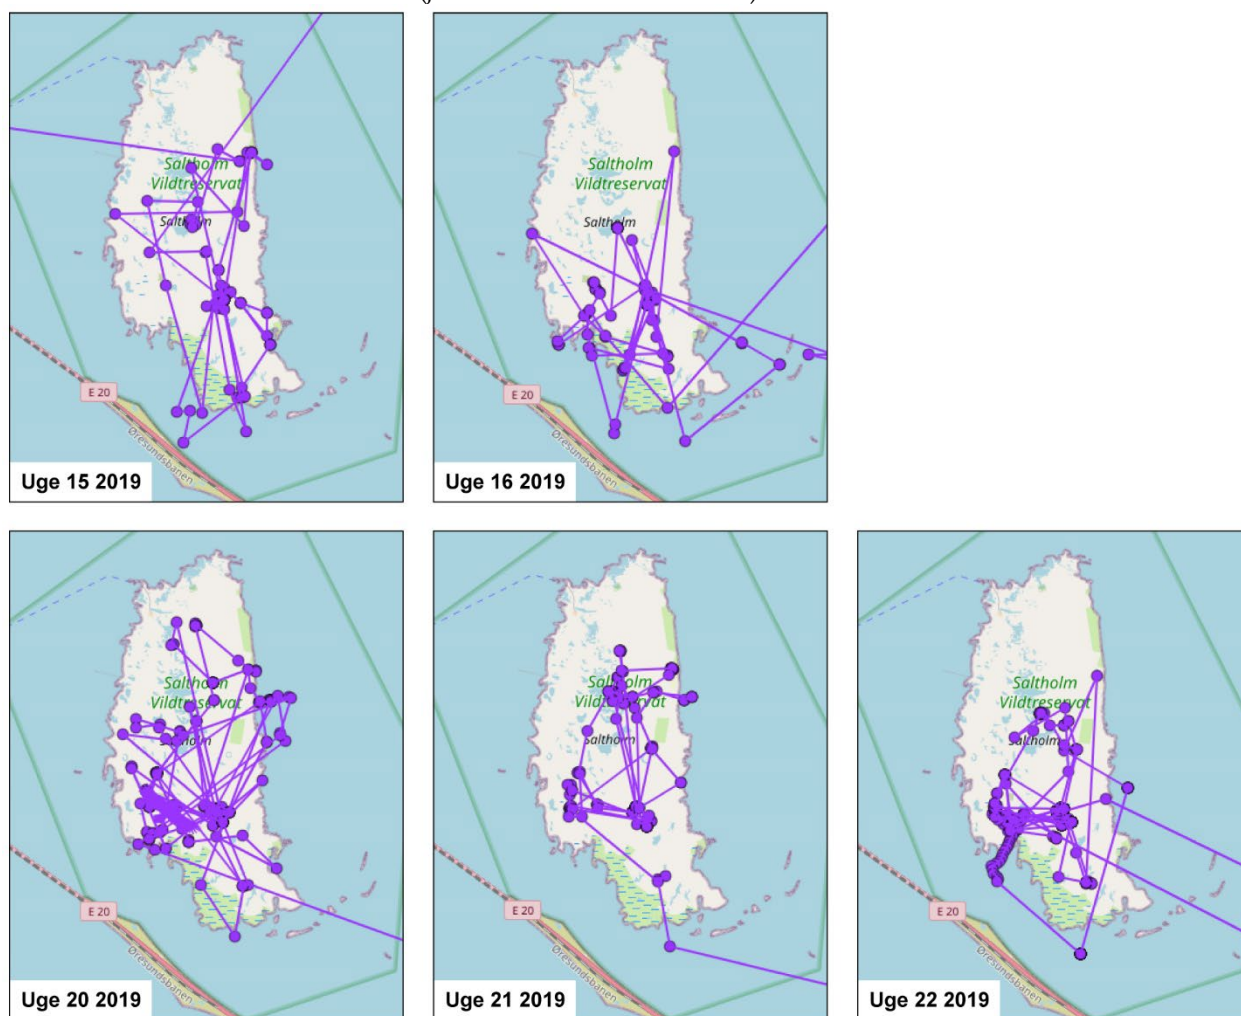 Saltholm
Vildtreservat
Saltholm
E 20
Øresundsbanen
Uge 15 2019
Saltholm
Vildtreservat
Saltholm
E 20
Øresundsbanen
Uge 16 2019
Saltholm
Vildtreservat
Saltholm
E 20
Øresundsbanen
Uge 20 2019
Saltholm
Vildtreservat
Saltholm
E 20
Øresundsbanen
Uge 21 2019
Saltholm
Vildtreservat
Saltholm
E 20
Øresundsbanen
Uge 22 2019